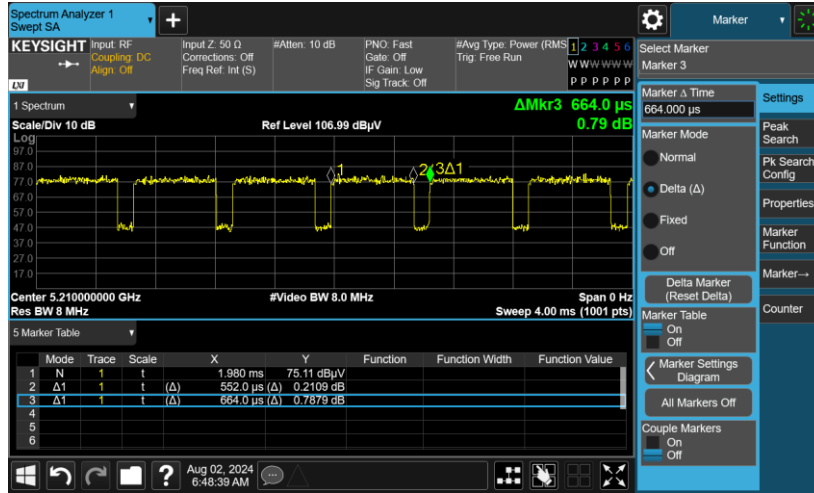 Spectrum Analyzer 1
Swept SA
Marker
KEYSIGHT
Input: RF
Coupling: DC
Align: Off
Input Z: 50 Ω
Corrections: Off
Freq Ref: Int (S)
#Atten: 10 dB
PNO: Fast
Gate: Off
IF Gain: Low
Sig Track: Off
#Avg Type: Power (RMS
Trig: Free Run
1 2 3 4 5 6
W W W W W W
P P P P P P
LXI
Select Marker
Marker 3
1 Spectrum
ΔMkr3 664.0 µs
0.79 dB
Scale/Div 10 dB
Ref Level 106.99 dBµV
Log
97.0
87.0
77.0
67.0
57.0
47.0
37.0
27.0
17.0
1
2
3Δ1
Center 5.210000000 GHz
#Video BW 8.0 MHz
Span 0 Hz
Res BW 8 MHz
Sweep 4.00 ms (1001 pts)
5 Marker Table
Mode Trace Scale X Y Function Function Width Function Value
1 N 1 t 1.980 ms 75.11 dBµV
2 Δ1 1 t (Δ) 552.0 µs (Δ) 0.2109 dB
3 Δ1 1 t (Δ) 664.0 µs (Δ) 0.7879 dB
4
5
6
Marker Δ Time
664.000 µs
Marker Mode
Normal
Delta (Δ)
Fixed
Off
Delta Marker
(Reset Delta)
Marker Table
On
Off
Marker Settings
Diagram
All Markers Off
Couple Markers
On
Off
Settings
Peak
Search
Pk Search
Config
Properties
Marker
Function
Marker→
Counter
?
Aug 02, 2024
6:48:39 AM